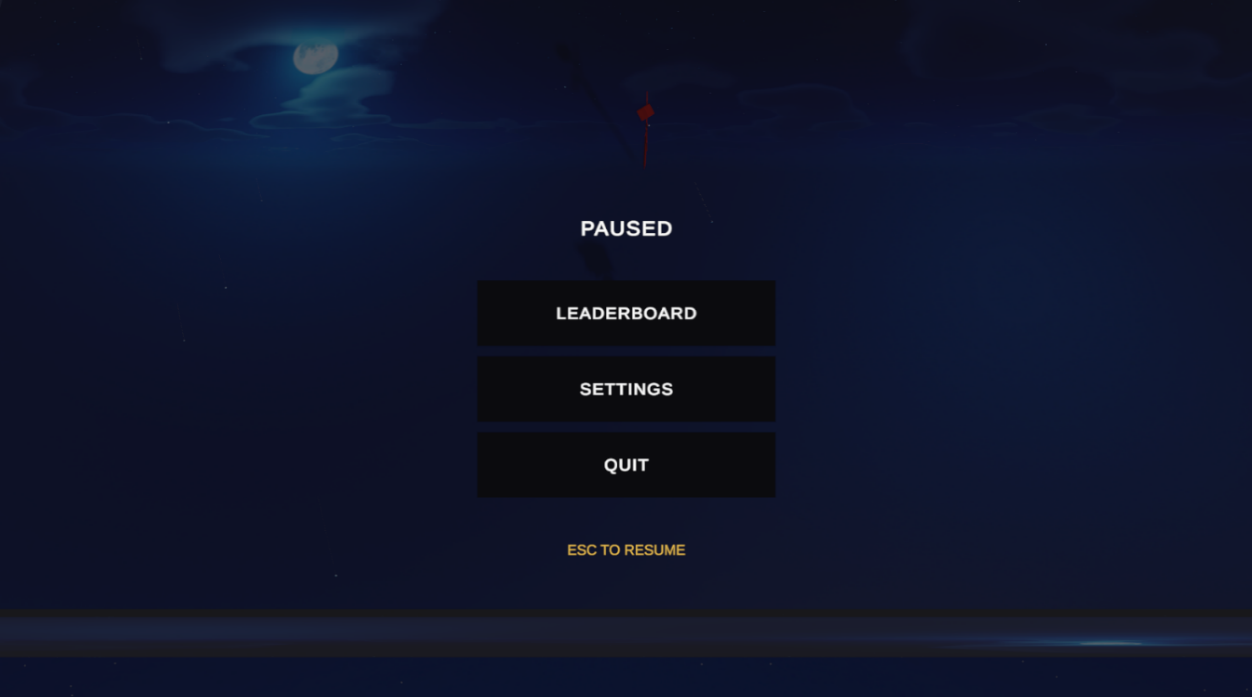 PAUSED
LEADERBOARD
SETTINGS
QUIT
ESC TO RESUME